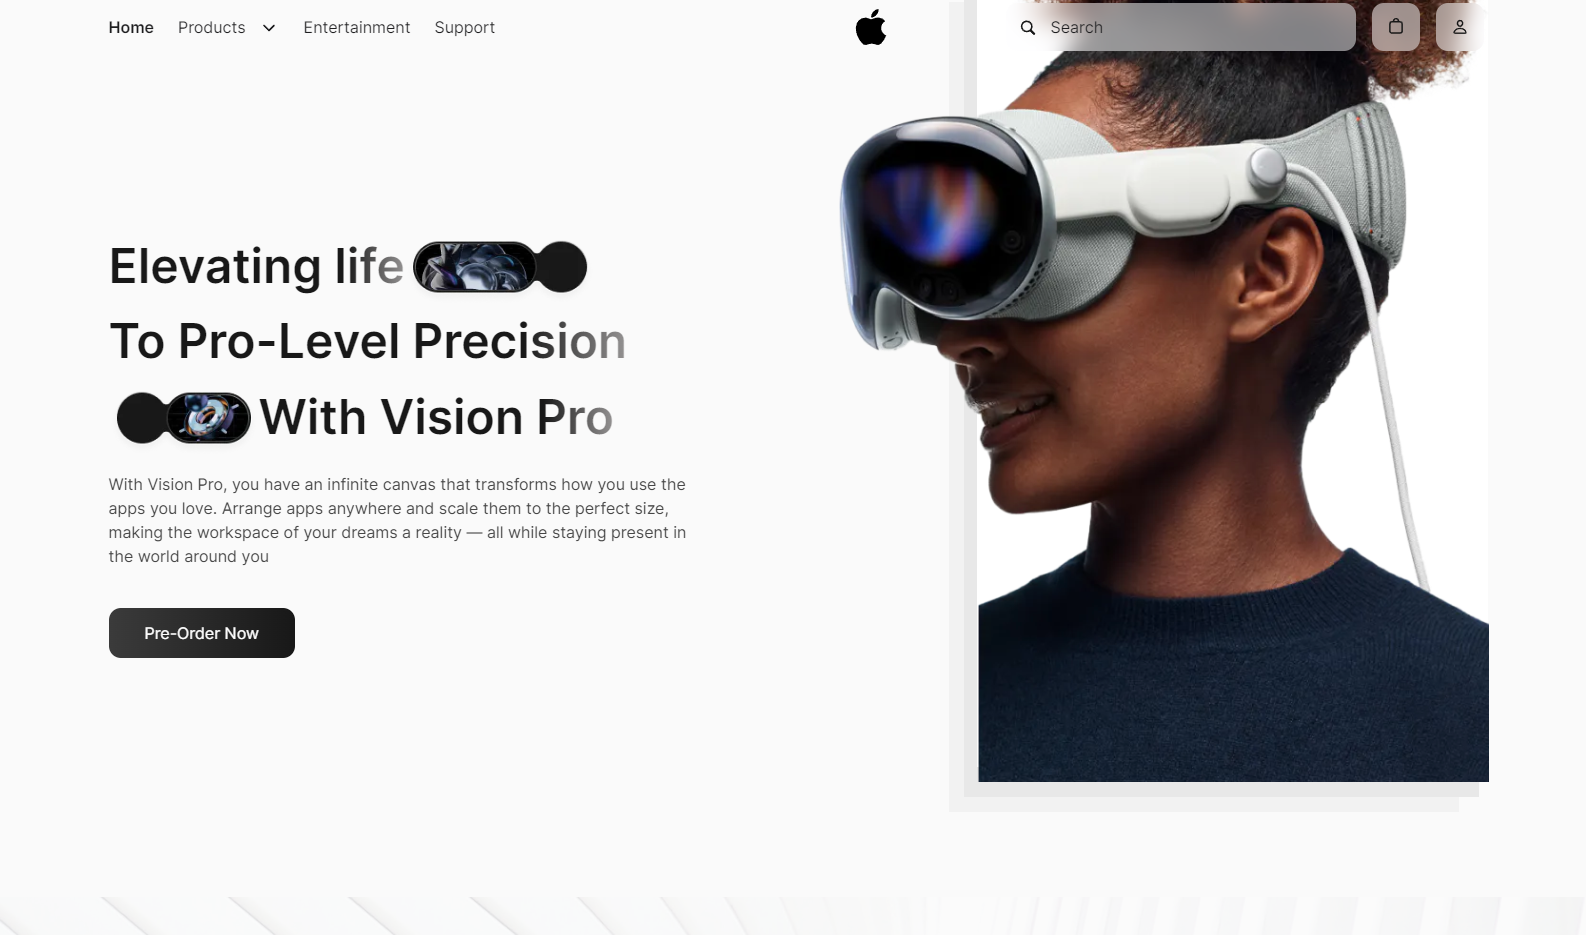 Home Products Entertainment Support Search
Elevating life
To Pro-Level Precision
With Vision Pro
With Vision Pro, you have an infinite canvas that transforms how you use the
apps you love. Arrange apps anywhere and scale them to the perfect size,
making the workspace of your dreams a reality — all while staying present in
the world around you
Pre-Order Now